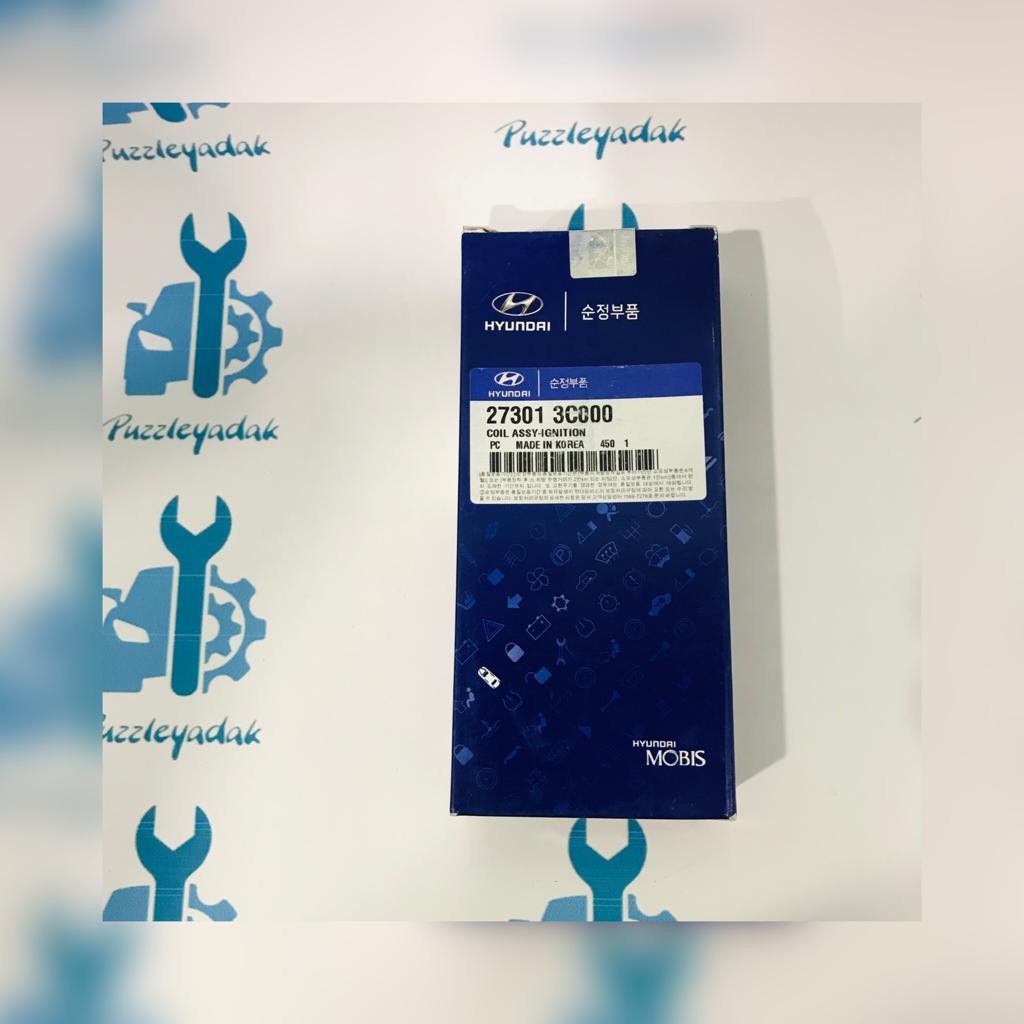 Puzzleyadak
Puzzleyadak
HYUNDAI
순정부품
HYUNDAI
순정부품
27301 3C000
COIL ASSY-IGNITION
PC MADE IN KOREA 450 1
Puzzleyadak
uzzleyadak
HYUNDAI
MOBIS